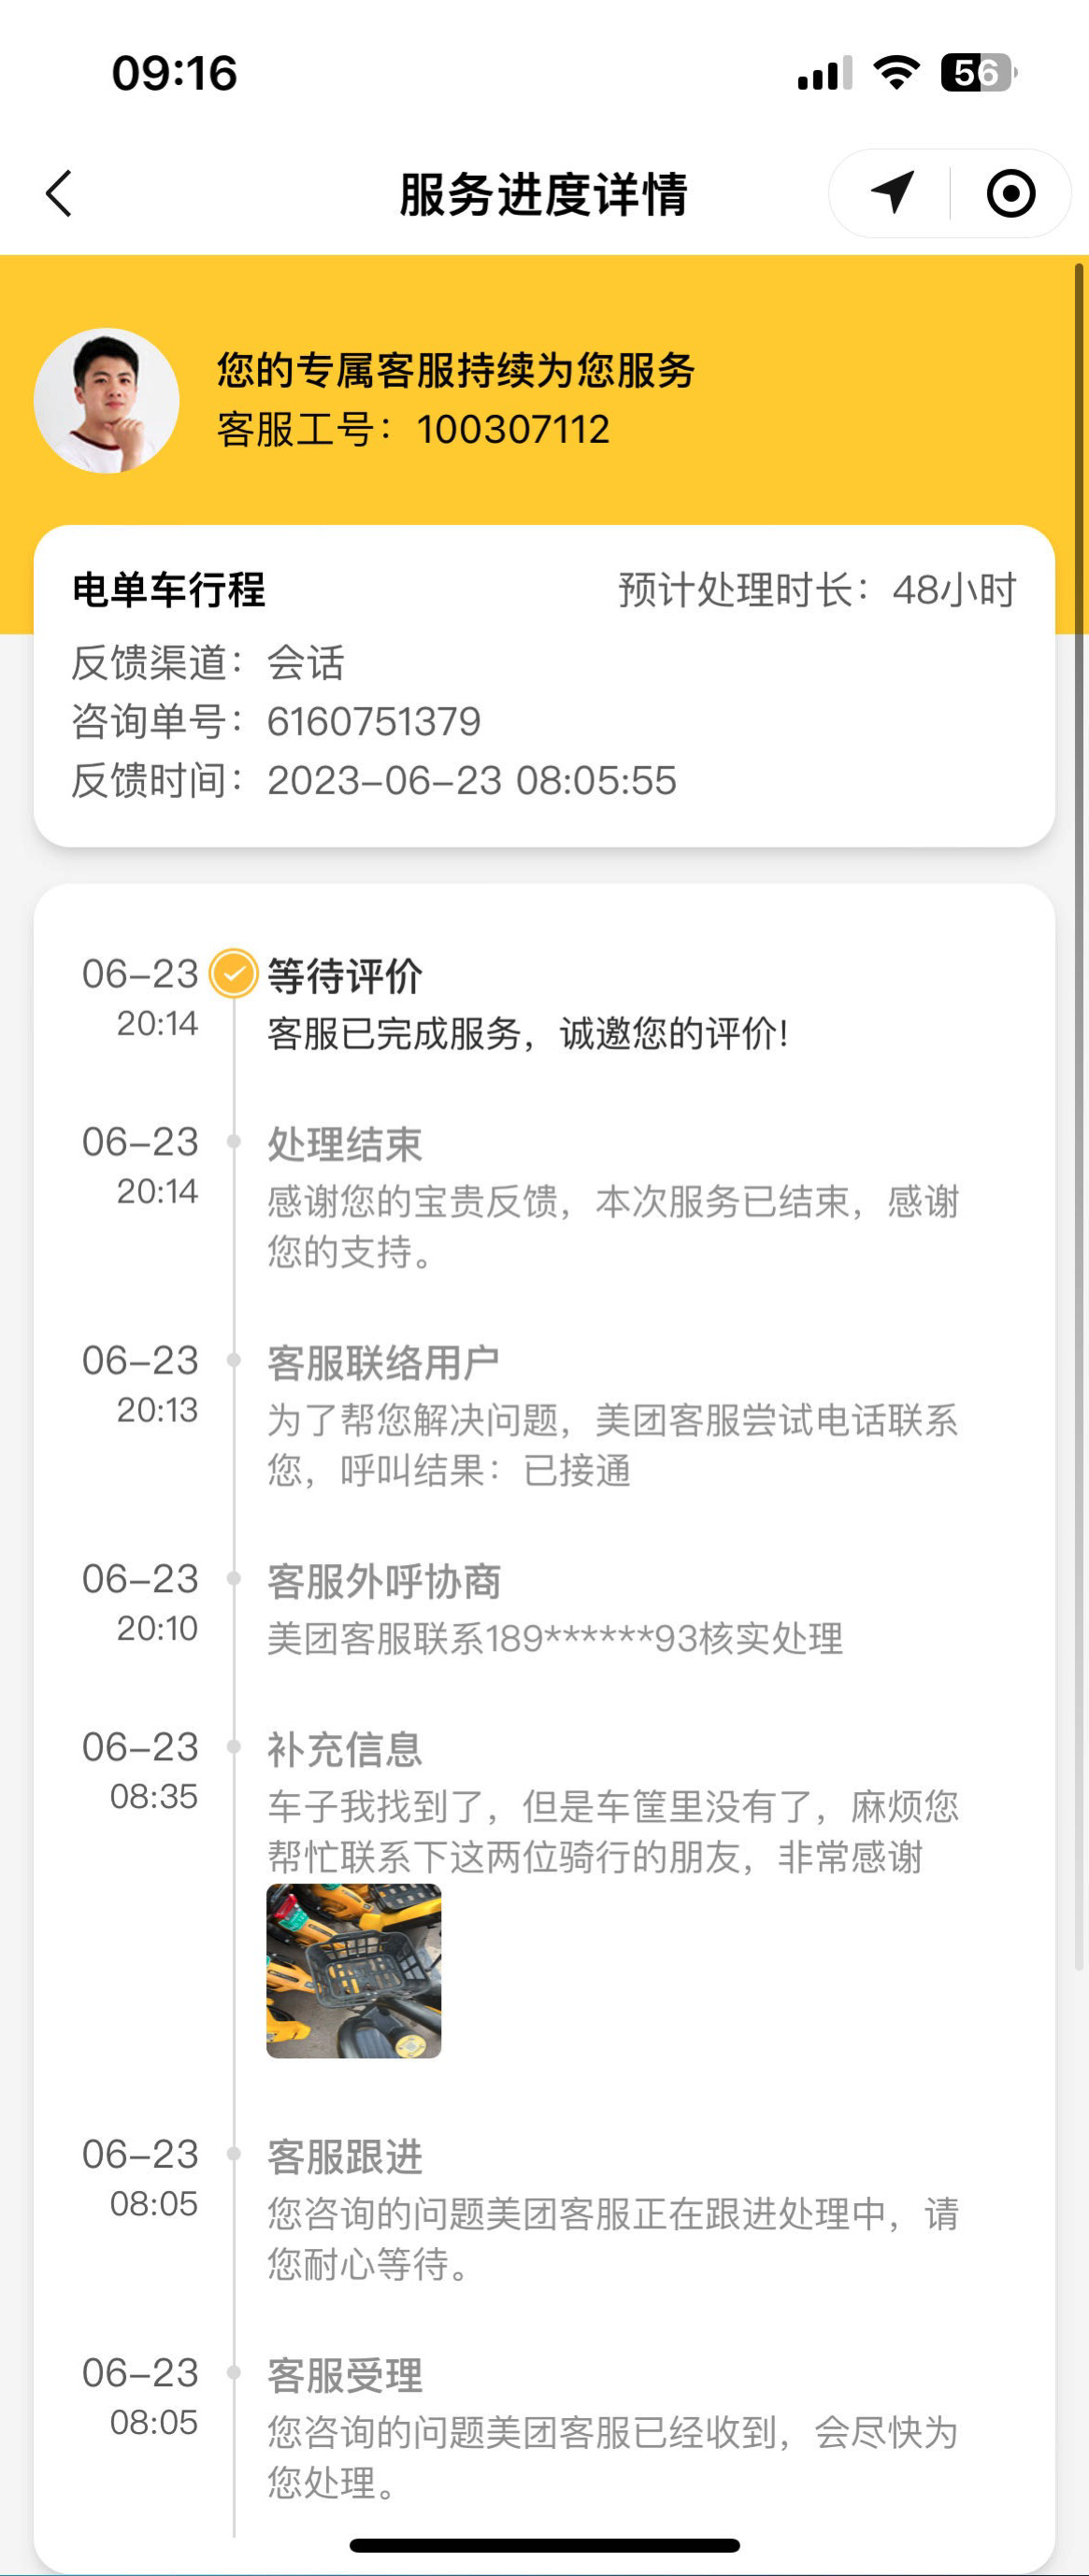 09:16
56
服务进度详情
您的专属客服持续为您服务
客服工号：100307112
电单车行程
预计处理时长：48小时
反馈渠道：会话
咨询单号：6160751379
反馈时间：2023-06-23 08:05:55
06-23 等待评价
20:14 客服已完成服务，诚邀您的评价!
06-23 处理结束
20:14 感谢您的宝贵反馈，本次服务已结束，感谢
您的支持。
06-23 客服联络用户
20:13 为了帮您解决问题，美团客服尝试电话联系
您，呼叫结果：已接通
06-23 客服外呼协商
20:10 美团客服联系189******93核实处理
06-23 补充信息
08:35 车子我找到了，但是车筐里没有了，麻烦您
帮忙联系下这两位骑行的朋友，非常感谢
06-23 客服跟进
08:05 您咨询的问题美团客服正在跟进处理中，请
您耐心等待。
06-23 客服受理
08:05 您咨询的问题美团客服已经收到，会尽快为
您处理。